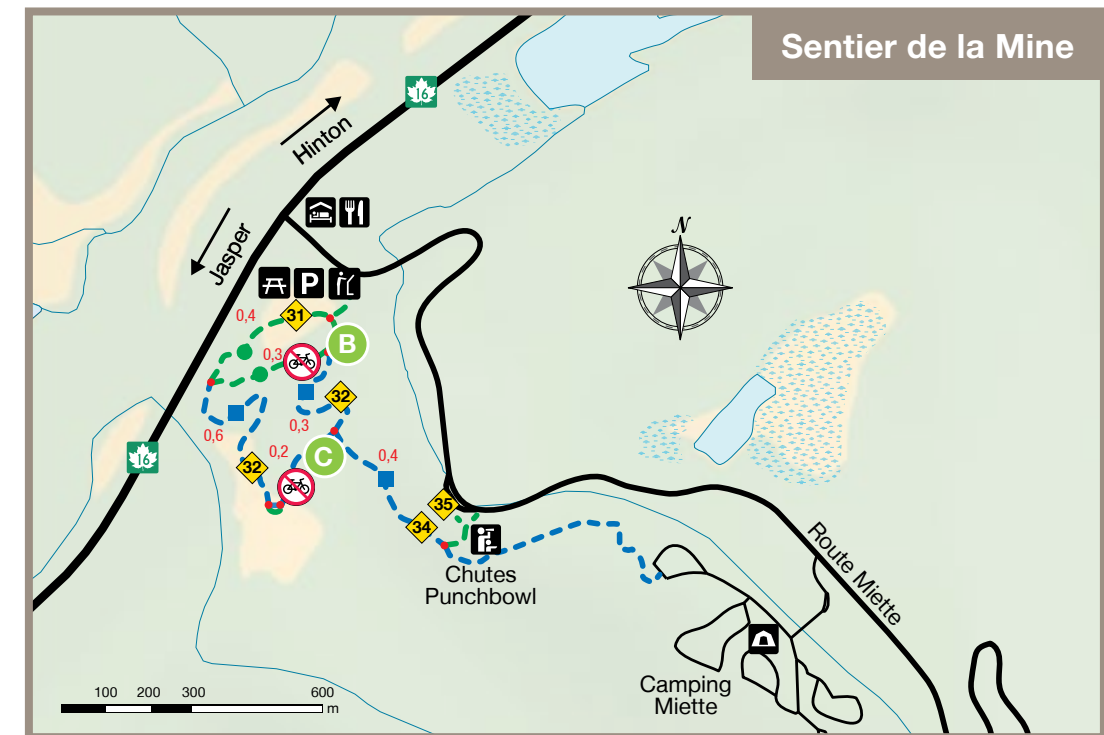 Sentier de la Mine
16
Hinton
N
Jasper
P
0,4
31
B
0,3
32
0,6
0,3
C
0,2
0,4
16
32
35
34
Chutes
Punchbowl
Route Miette
Camping
Miette
100 200 300 600
m